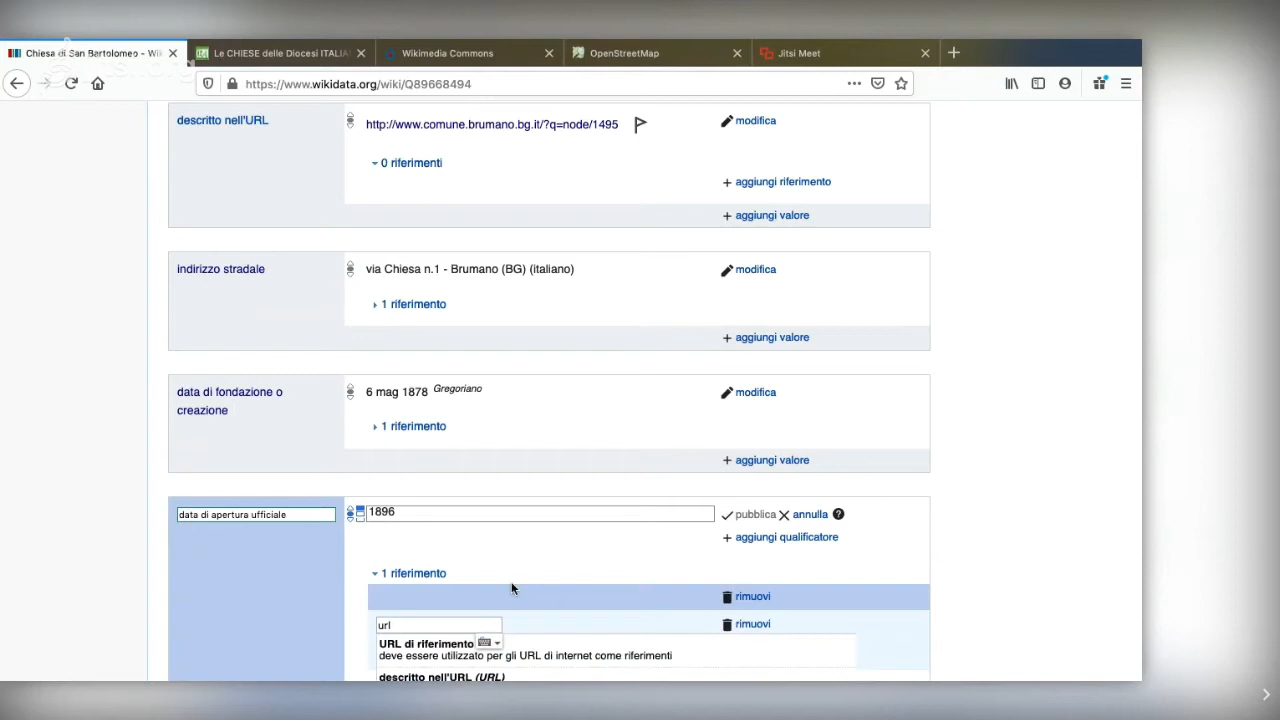 Chiesa di San Bartolomeo - Wi
Le CHIESE delle Diocesi ITALIA
Wikimedia Commons
OpenStreetMap
Jitsi Meet
https://www.wikidata.org/wiki/Q89668494
descritto nell'URL
http://www.comune.brumano.bg.it/?q=node/1495
modifica
0 riferimenti
+ aggiungi riferimento
+ aggiungi valore
indirizzo stradale
via Chiesa n.1 - Brumano (BG) (italiano)
modifica
1 riferimento
+ aggiungi valore
data di fondazione o
creazione
6 mag 1878 Gregoriano
modifica
1 riferimento
+ aggiungi valore
data di apertura ufficiale
1896
pubblica annulla ?
+ aggiungi qualificatore
1 riferimento
rimuovi
url
rimuovi
URL di riferimento
deve essere utilizzato per gli URL di internet come riferimenti
descritto nell'URL (URL)